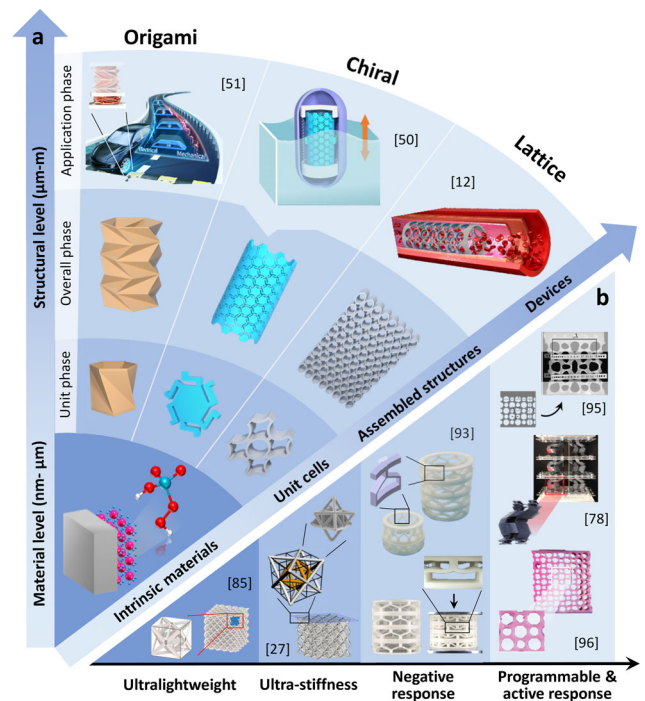 a
Origami
Chiral
Lattice
Structural level (μm-m)
Material level (nm- μm)
Application phase
Overall phase
Unit phase
[51]
Electrical
Mechanical
[50]
[12]
Intrinsic materials
Unit cells
Assembled structures
Devices
b
[95]
[93]
[78]
[85]
[27]
[96]
Ultralightweight
Ultra-stiffness
Negative
response
Programmable &
active response